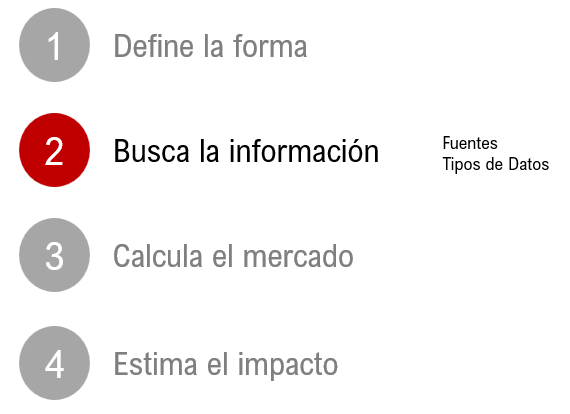 1 Define la forma
2 Busca la información
Fuentes
Tipos de Datos
3 Calcula el mercado
4 Estima el impacto